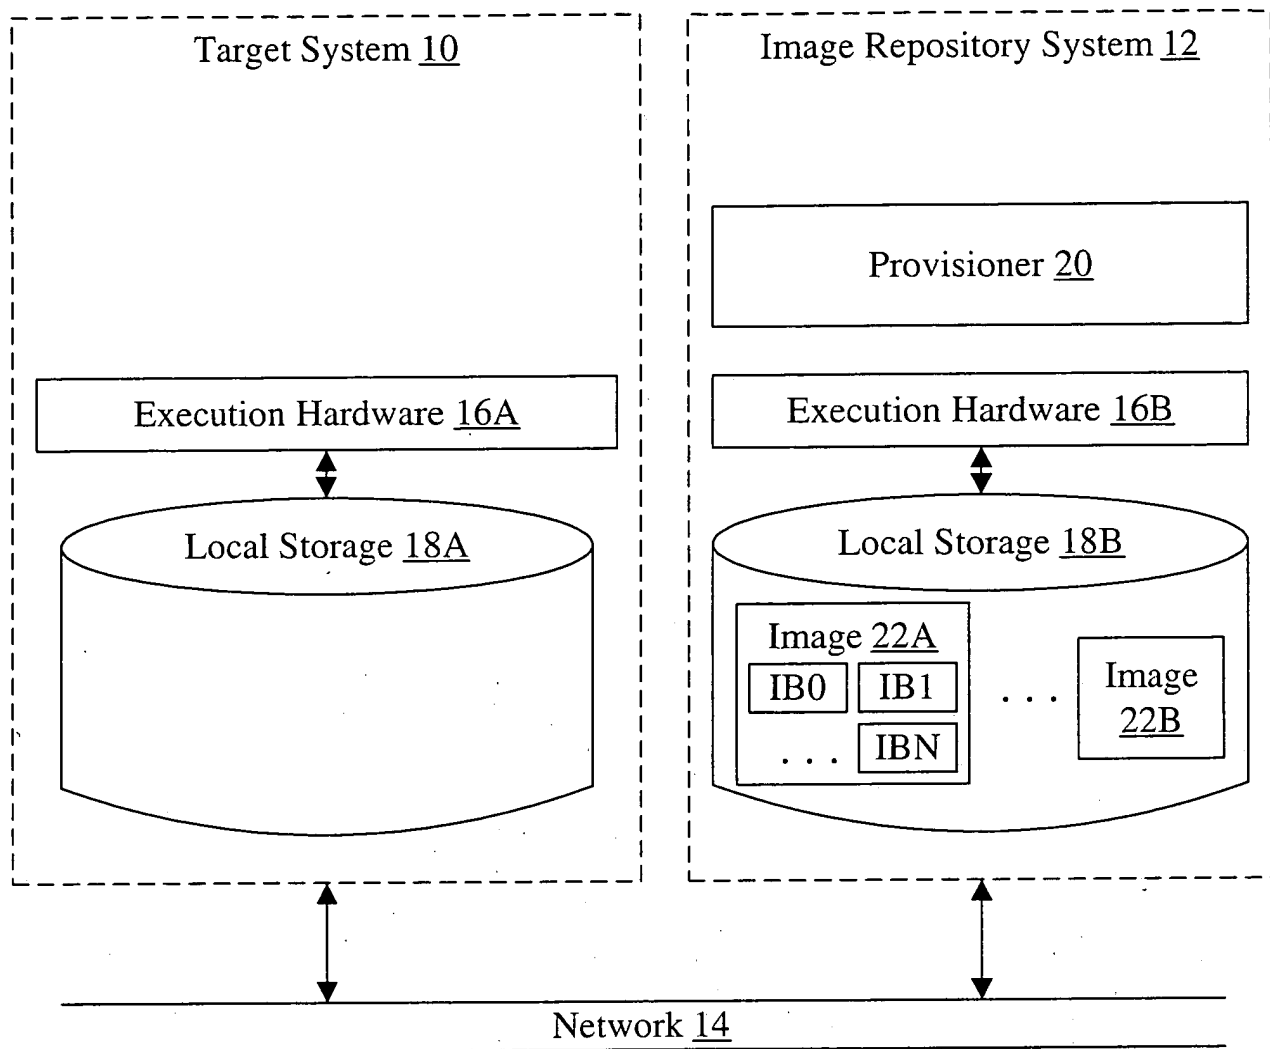 Target System 10
Image Repository System 12
Provisioner 20
Execution Hardware 16A
Execution Hardware 16B
Local Storage 18A
Local Storage 18B
Image 22A
IB0 IB1
. . . IBN
. . .
Image
22B
Network 14